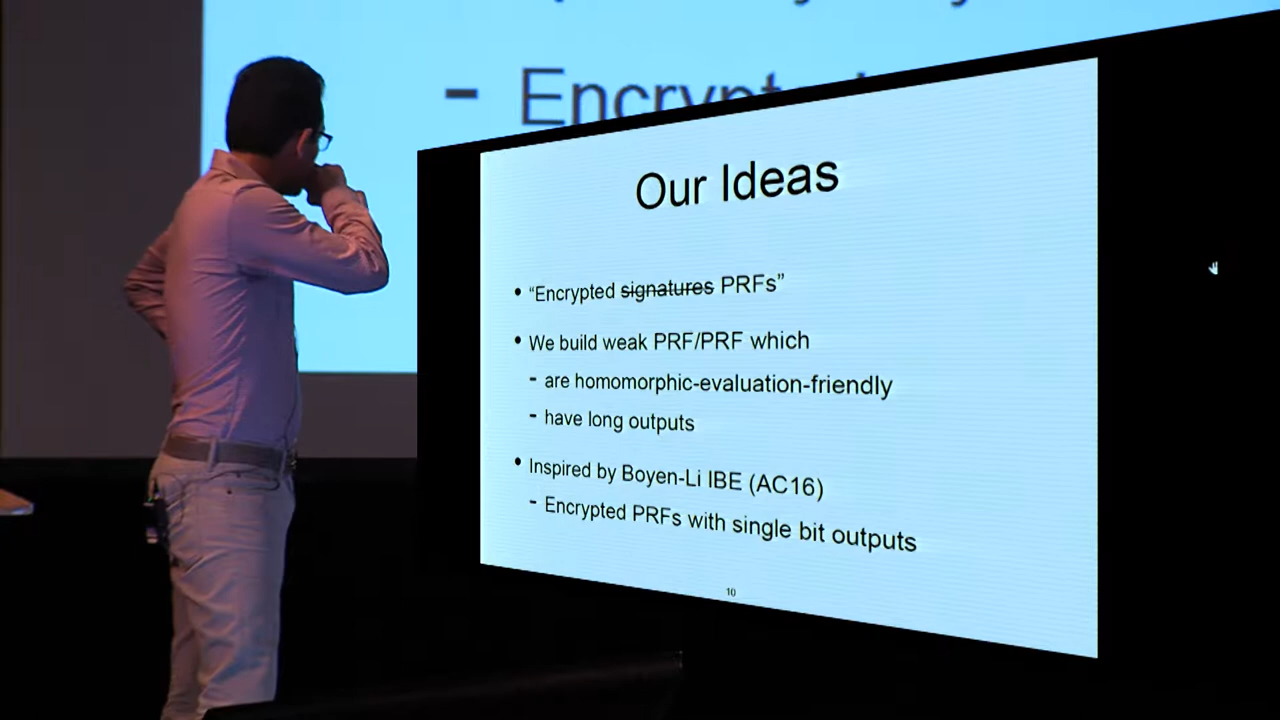 - Encrypt
Our Ideas
• “Encrypted signatures PRFs”
• We build weak PRF/PRF which
- are homomorphic-evaluation-friendly
- have long outputs
• Inspired by Boyen-Li IBE (AC16)
- Encrypted PRFs with single bit outputs
10